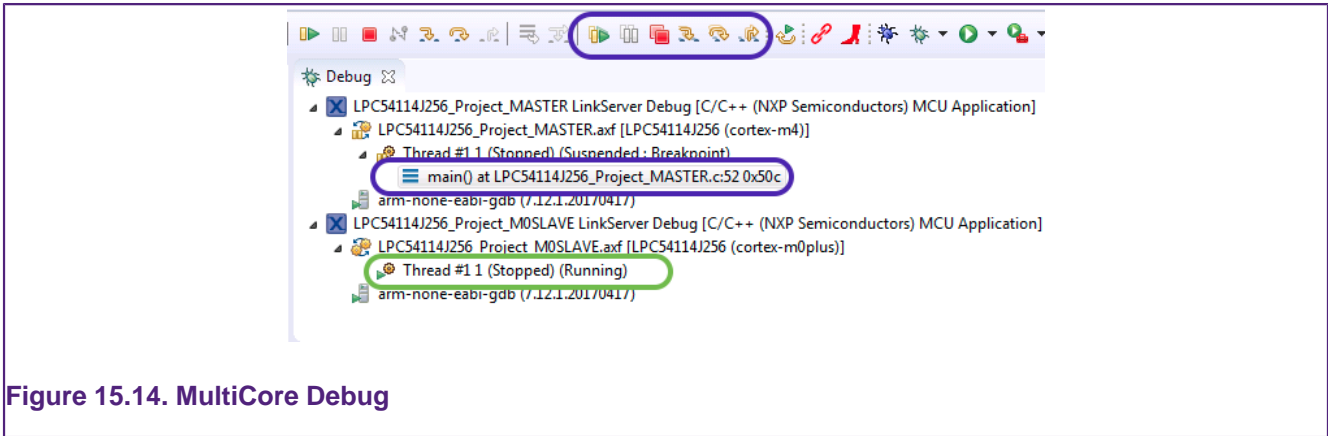 Debug
LPC54114J256_Project_MASTER LinkServer Debug [C/C++ (NXP Semiconductors) MCU Application]
LPC54114J256_Project_MASTER.axf [LPC54114J256 (cortex-m4)]
Thread #1 1 (Stopped) (Suspended : Breakpoint)
main() at LPC54114J256_Project_MASTER.c:52 0x50c
arm-none-eabi-gdb (7.12.1.20170417)
LPC54114J256_Project_M0SLAVE LinkServer Debug [C/C++ (NXP Semiconductors) MCU Application]
LPC54114J256_Project_M0SLAVE.axf [LPC54114J256 (cortex-m0plus)]
Thread #1 1 (Stopped) (Running)
arm-none-eabi-gdb (7.12.1.20170417)
Figure 15.14. MultiCore Debug